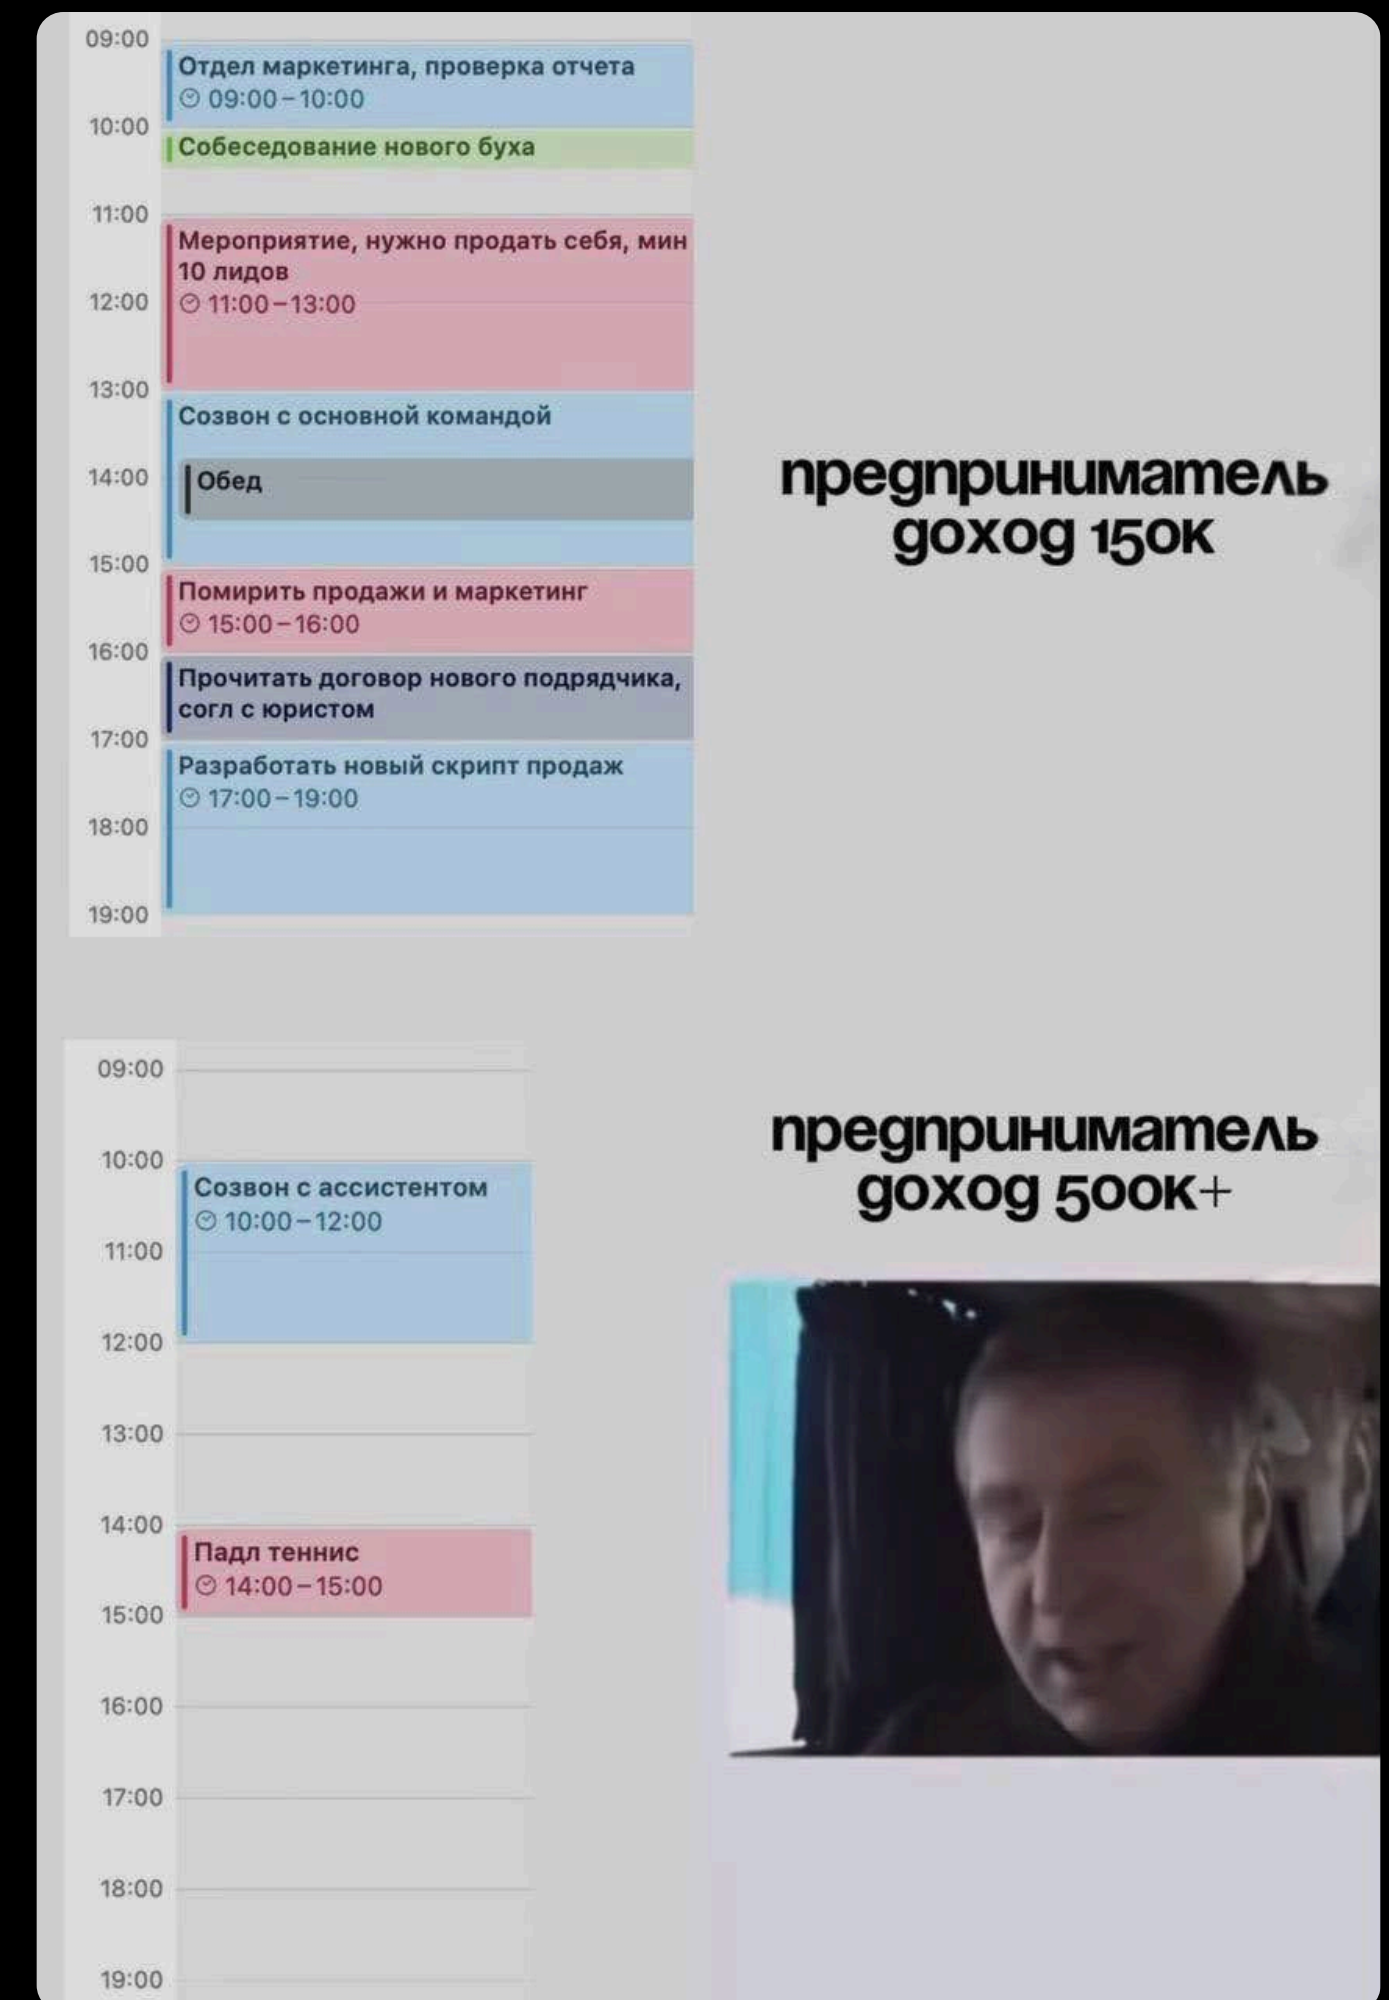 09:00
Отдел маркетинга, проверка отчета
09:00–10:00
10:00
Собеседование нового буха
11:00
Мероприятие, нужно продать себя, мин
10 лидов
12:00
11:00–13:00
13:00
Созвон с основной командой
14:00
Обед
15:00
Помирить продажи и маркетинг
15:00–16:00
16:00
Прочитать договор нового подрядчика,
согл с юристом
17:00
Разработать новый скрипт продаж
17:00–19:00
18:00
19:00
предприниматель
доход 150к
09:00
10:00
Созвон с ассистентом
10:00–12:00
11:00
12:00
13:00
14:00
Падл теннис
14:00–15:00
15:00
16:00
17:00
18:00
19:00
предприниматель
доход 500к+